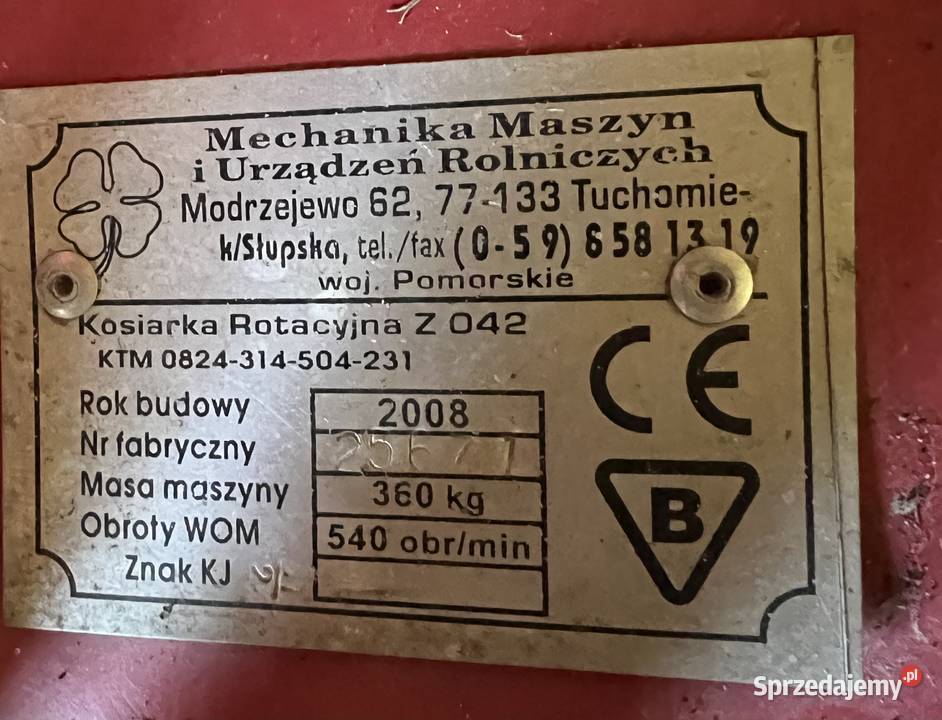 Mechanika Maszyn
i Urządzeń Rolniczych
Modrzejewo 62, 77-133 Tuchomie-
k/Słupska, tel./fax (0-59) 658 13 19
woj. Pomorskie
Kosiarka Rotacyjna Z 042
KTM 0824-314-504-231
CE
Rok budowy 2008
Nr fabryczny
Masa maszyny 360 kg
B
Obroty WOM 540 obr/min
Znak KJ
Sprzedajemy.pl